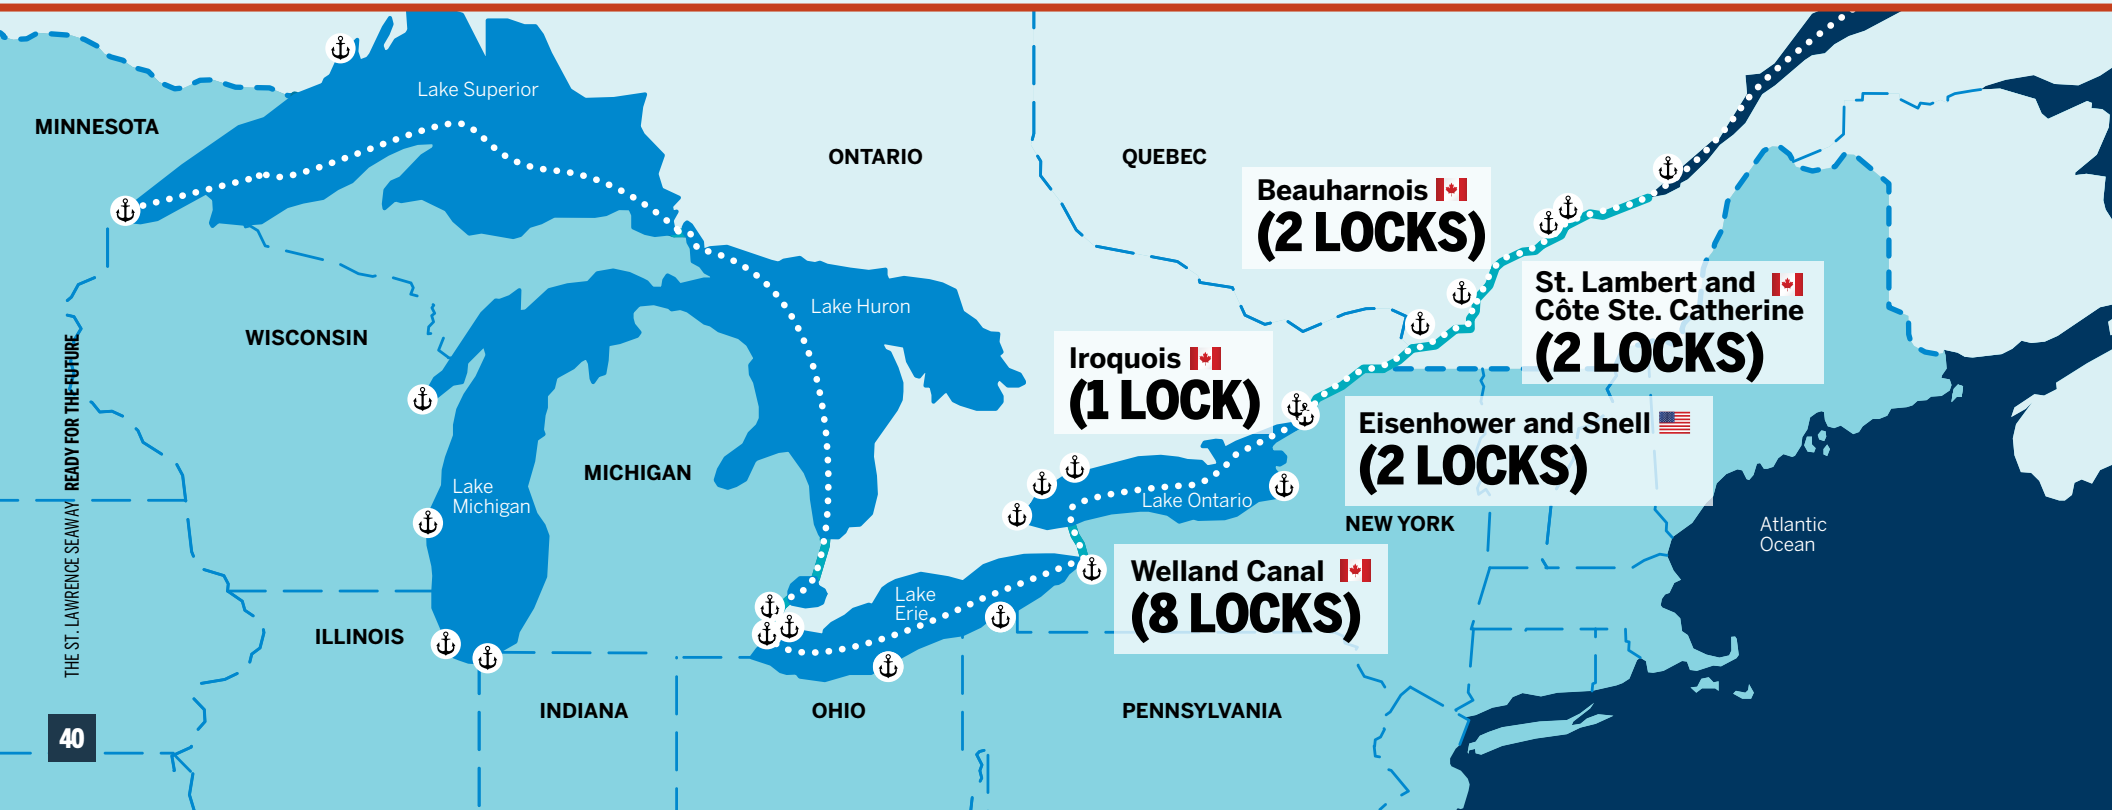 Lake Superior
MINNESOTA
ONTARIO
QUEBEC
Beauharnois
(2 LOCKS)
St. Lambert and
Côte Ste. Catherine
(2 LOCKS)
Lake Huron
WISCONSIN
Iroquois
(1 LOCK)
Eisenhower and Snell
(2 LOCKS)
MICHIGAN
Lake
Michigan
Lake Ontario
NEW YORK
Atlantic
Ocean
Welland Canal
(8 LOCKS)
Lake
Erie
ILLINOIS
INDIANA
OHIO
PENNSYLVANIA
THE ST. LAWRENCE SEAWAY READY FOR THE FUTURE
40